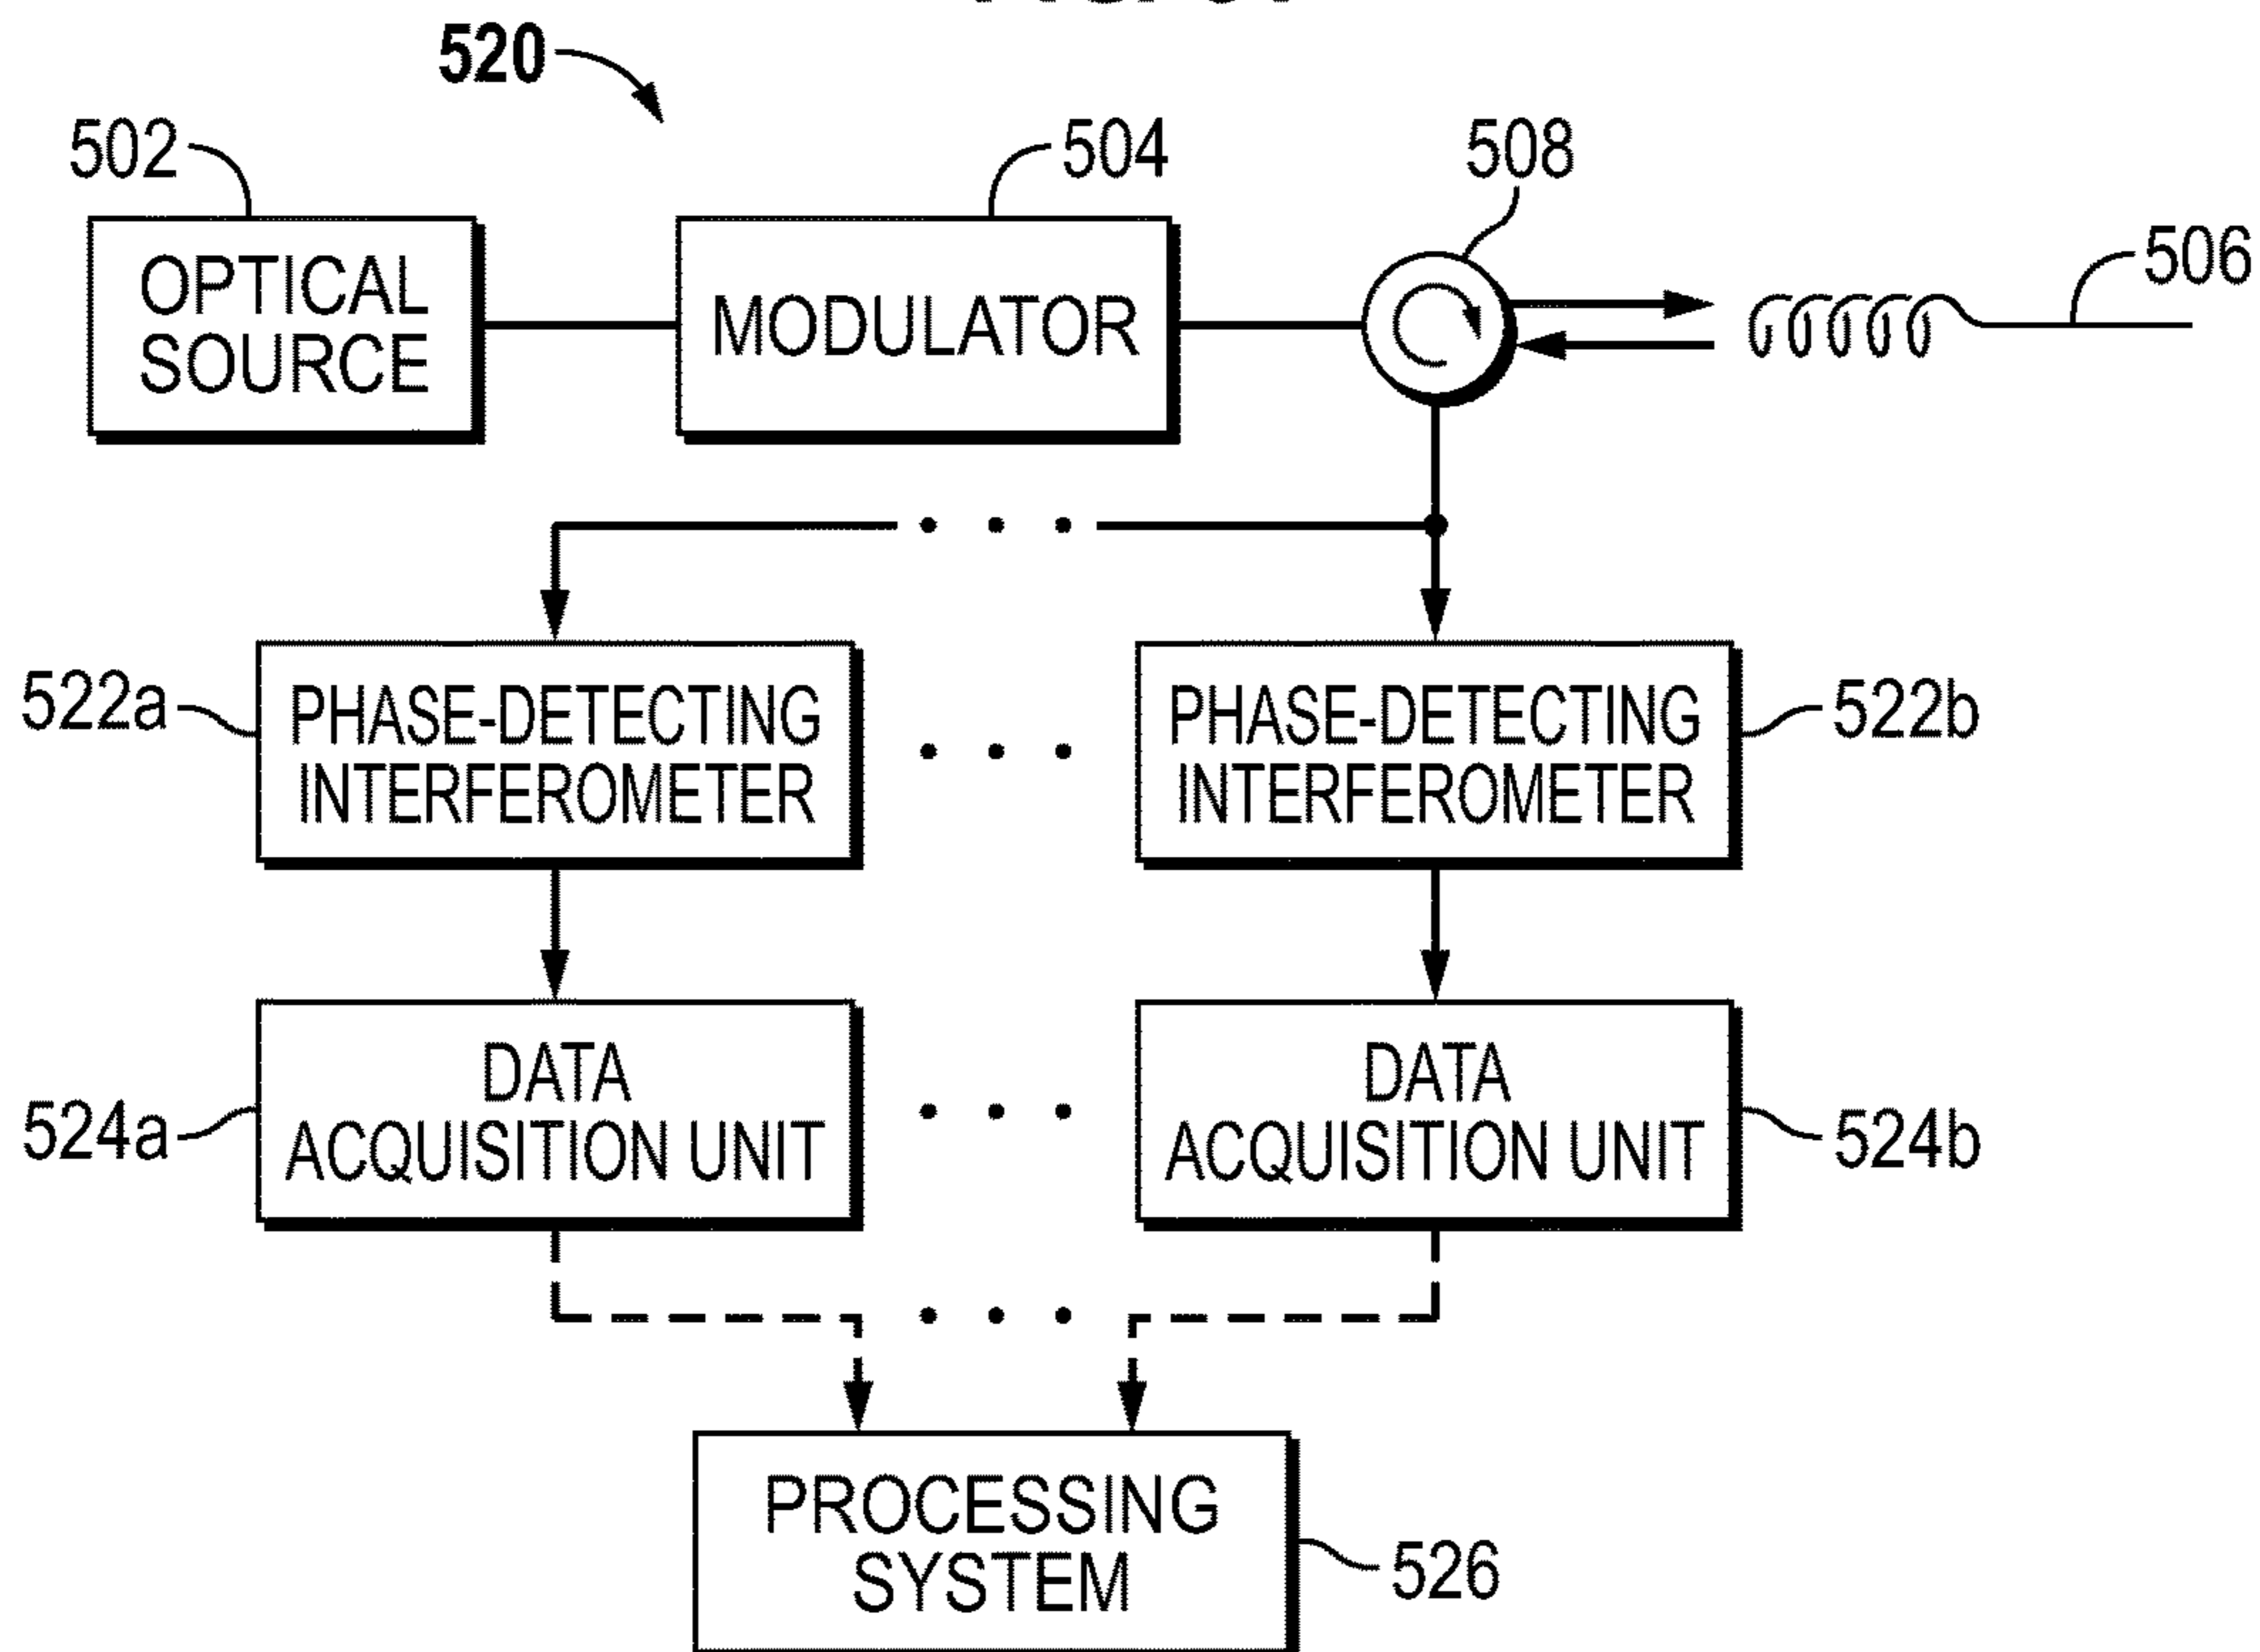 520
502
504
508
506
OPTICAL
SOURCE
MODULATOR
522a
PHASE-DETECTING
INTERFEROMETER
PHASE-DETECTING
INTERFEROMETER
522b
524a
DATA
ACQUISITION UNIT
DATA
ACQUISITION UNIT
524b
PROCESSING
SYSTEM
526